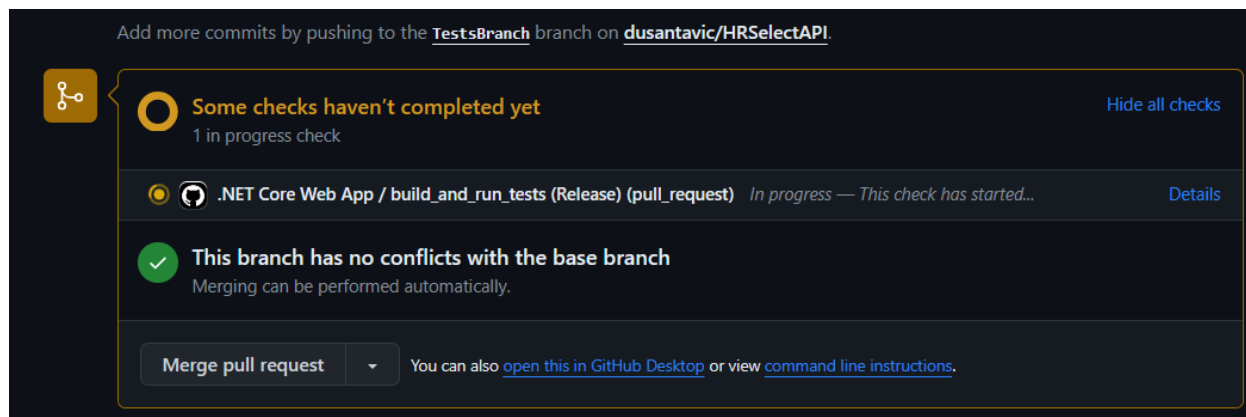 Add more commits by pushing to the TestsBranch branch on dusantavic/HRSelectAPI.
Some checks haven't completed yet
Hide all checks
1 in progress check
.NET Core Web App / build_and_run_tests (Release) (pull_request) In progress — This check has started...
Details
This branch has no conflicts with the base branch
Merging can be performed automatically.
Merge pull request
You can also open this in GitHub Desktop or view command line instructions.